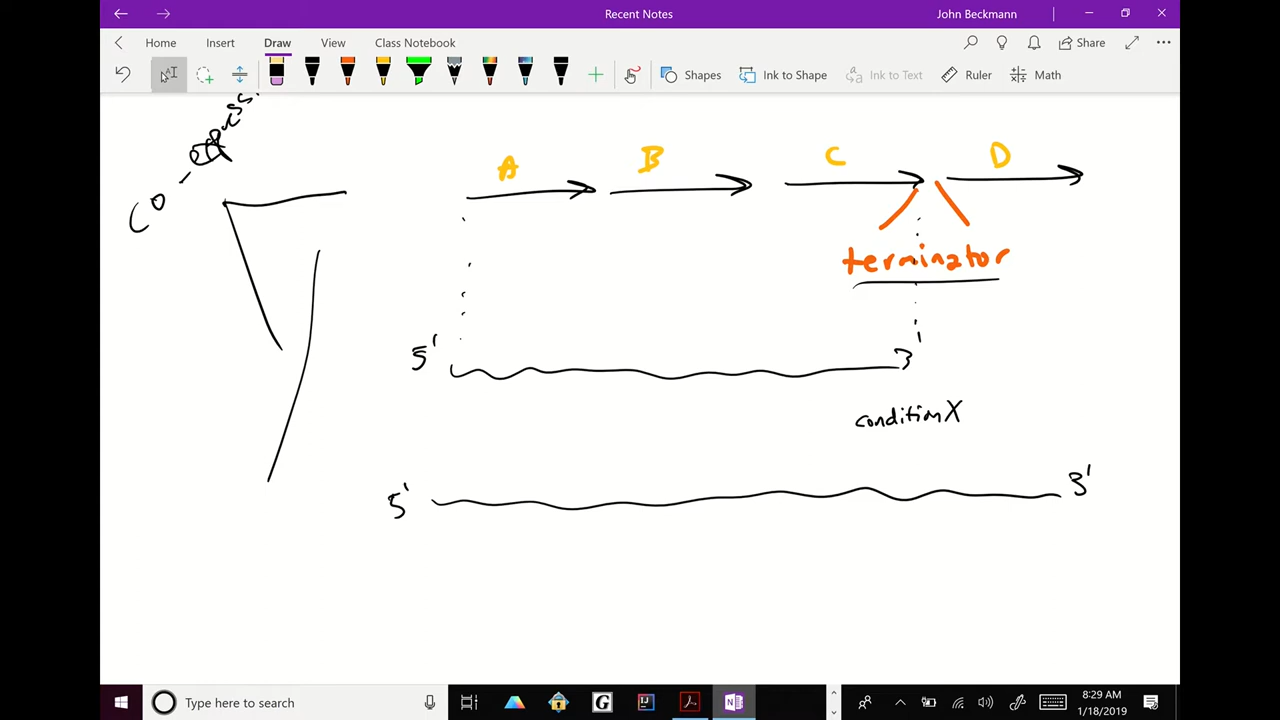 Recent Notes
John Beckmann
Home Insert Draw View Class Notebook
Share
Shapes
Ink to Shape
Ink to Text
Ruler
Math
A B C D
terminator
5' 3'
conditionX
5' 3'
Type here to search
8:29 AM
1/18/2019